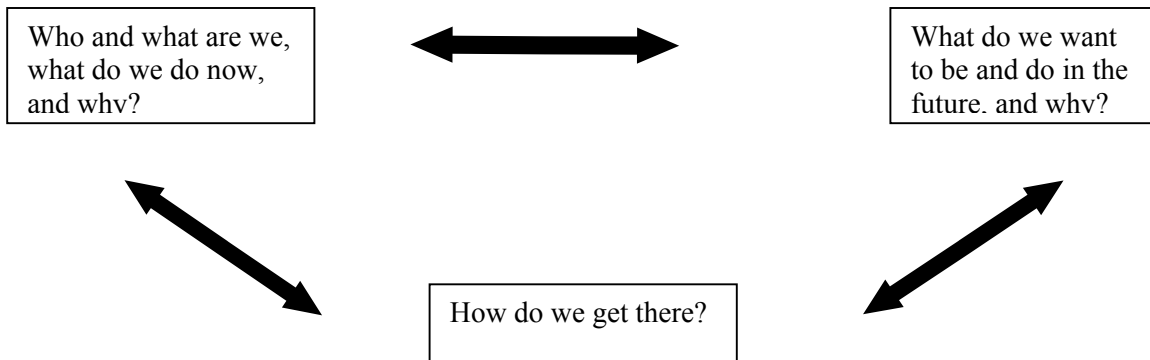 Who and what are we,
what do we do now,
and why?
What do we want
to be and do in the
future, and why?
How do we get there?